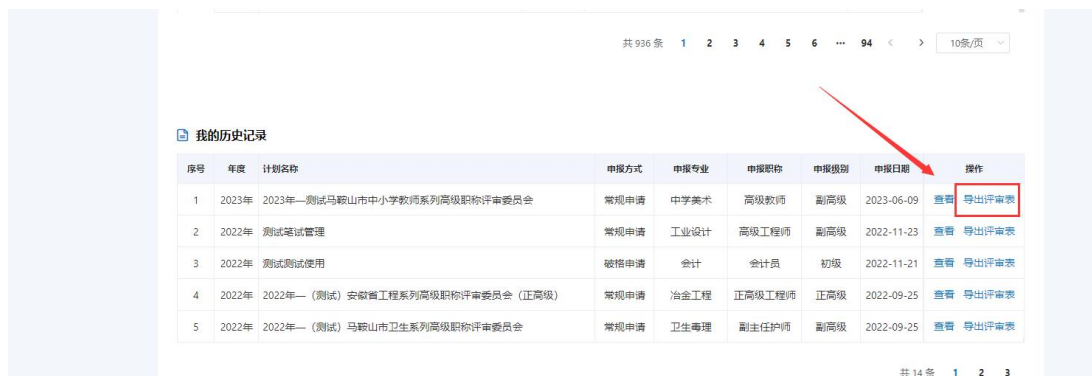 共 936 条 1 2 3 4 5 6 ... 94 < > 10条/页
我的历史记录
序号 年度 计划名称 申报方式 申报专业 申报职称 申报级别 申报日期 操作
1 2023年 2023年—测试马鞍山市中小学教师系列高级职称评审委员会 常规申请 中学美术 高级教师 副高级 2023-06-09 查看 导出评审表
2 2022年 测试笔试管理 常规申请 工业设计 高级工程师 副高级 2022-11-23 查看 导出评审表
3 2022年 测试测试使用 破格申请 会计 会计员 初级 2022-11-21 查看 导出评审表
4 2022年 2022年—（测试）安徽省工程系列高级职称评审委员会（正高级） 常规申请 冶金工程 正高级工程师 正高级 2022-09-25 查看 导出评审表
5 2022年 2022年—（测试）马鞍山市卫生系列高级职称评审委员会 常规申请 卫生毒理 副主任护师 副高级 2022-09-25 查看 导出评审表
共 14 条 1 2 3